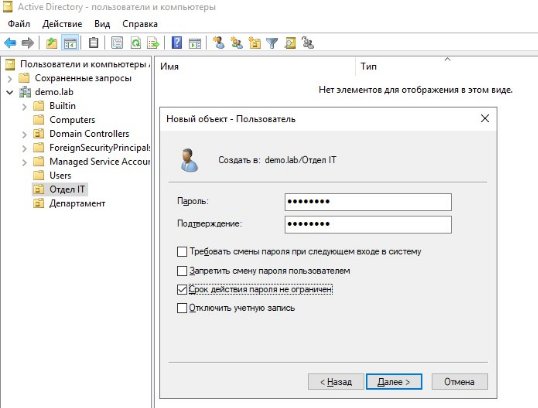 Active Directory - пользователи и компьютеры
Файл Действие Вид Справка
Пользователи и компьютеры
Сохраненные запросы
demo.lab
Builtin
Computers
Domain Controllers
ForeignSecurityPrincipals
Managed Service Accou
Users
Отдел IT
Департамент
Имя Тип
Нет элементов для отображения в этом виде.
Новый объект - Пользователь
Создать в: demo.lab/Отдел IT
Пароль: ••••••••
Подтверждение: ••••••••
Требовать смены пароля при следующем входе в систему
Запретить смену пароля пользователем
Срок действия пароля не ограничен
Отключить учетную запись
< Назад Далее > Отмена